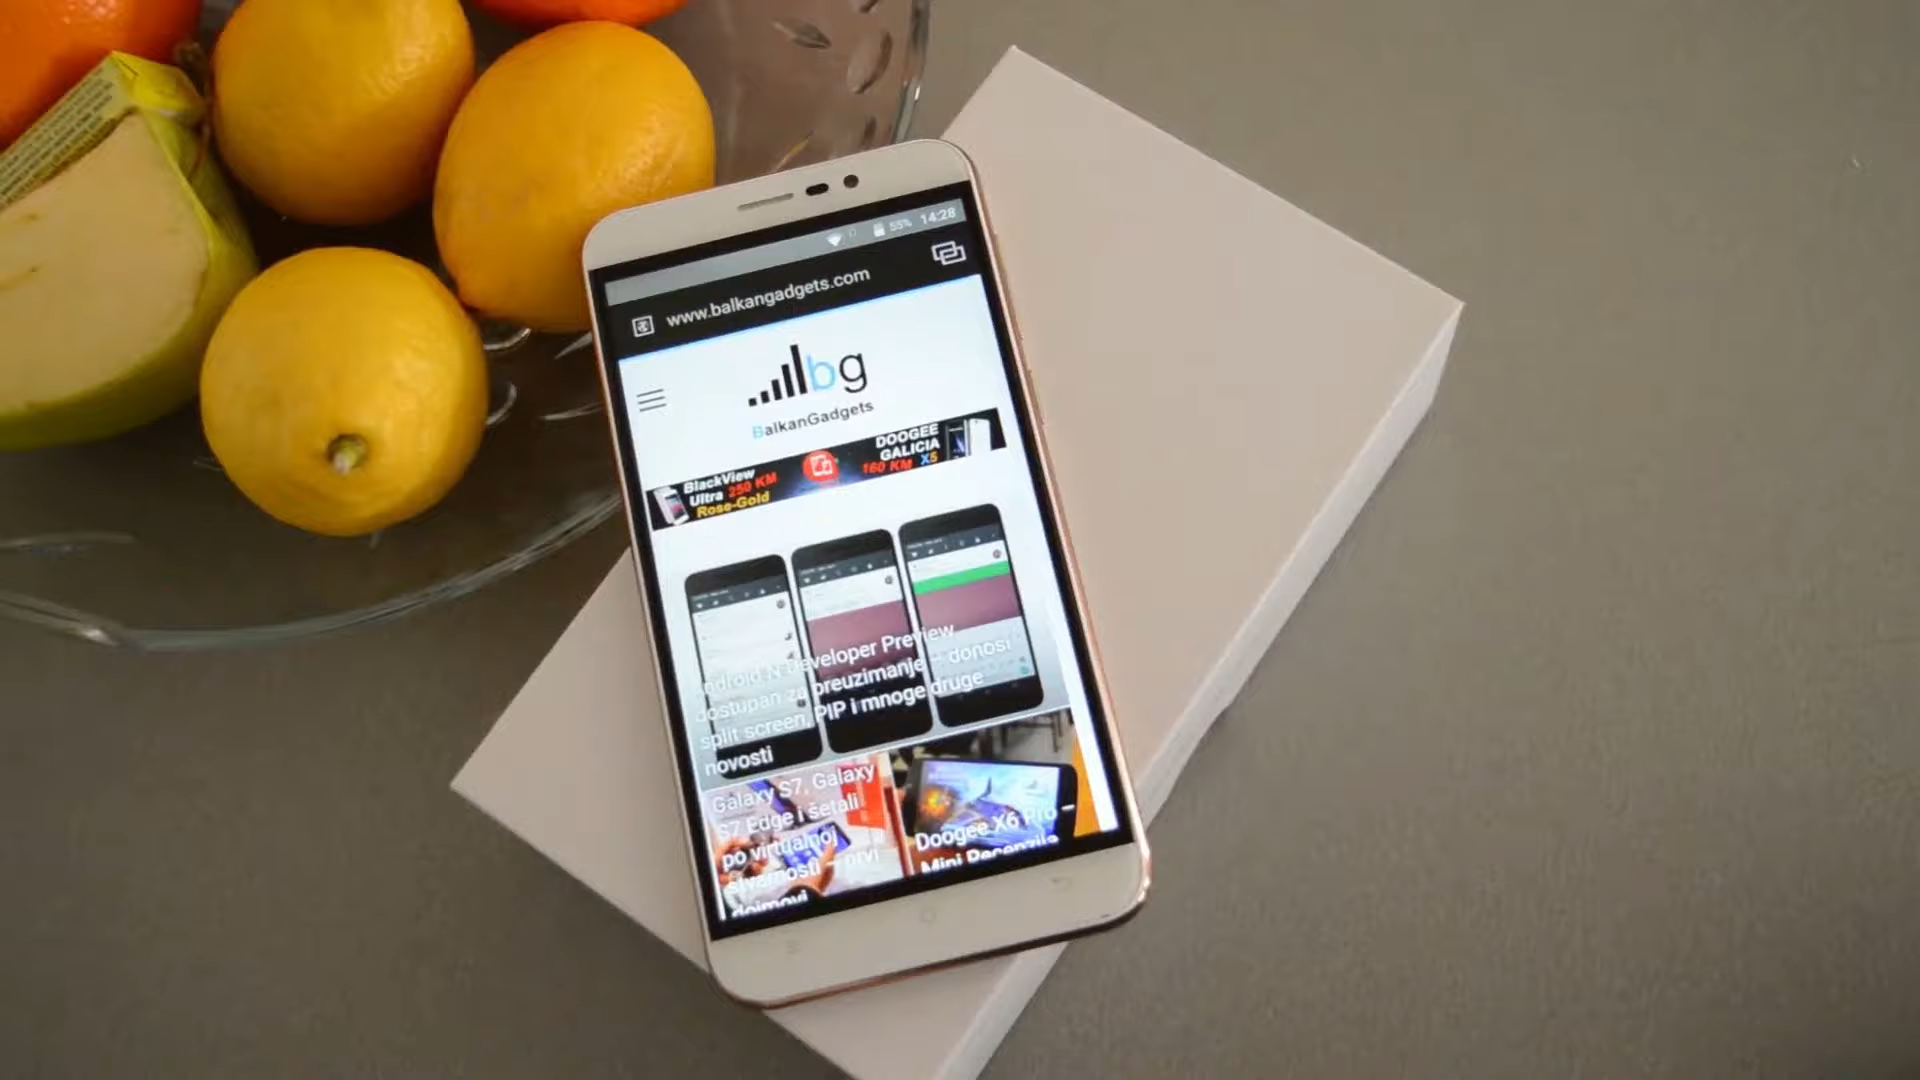 55% 14:28
www.balkangadgets.com
bg
BalkanGadgets
BlackView
Ultra 250 KM
Rose-Gold
DOOGEE
GALICIA
160 KM X5
Android N Developer Preview
dostupan za preuzimanje – donosi
split screen, PIP i mnoge druge
novosti
Galaxy S7, Galaxy
S7 Edge i šetali
po virtualnoj
stvarnosti – prvi
dojmovi
Doogee X6 Pro –
Mini Recenzija